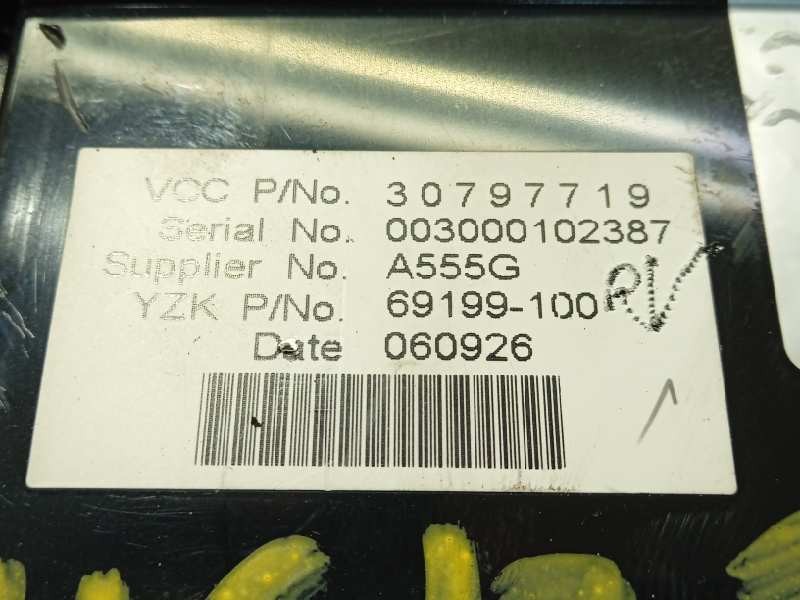 VCC P/No. 30797719
Serial No. 003000102387
Supplier No. A555G
YZK P/No. 69199-100
Date 060926